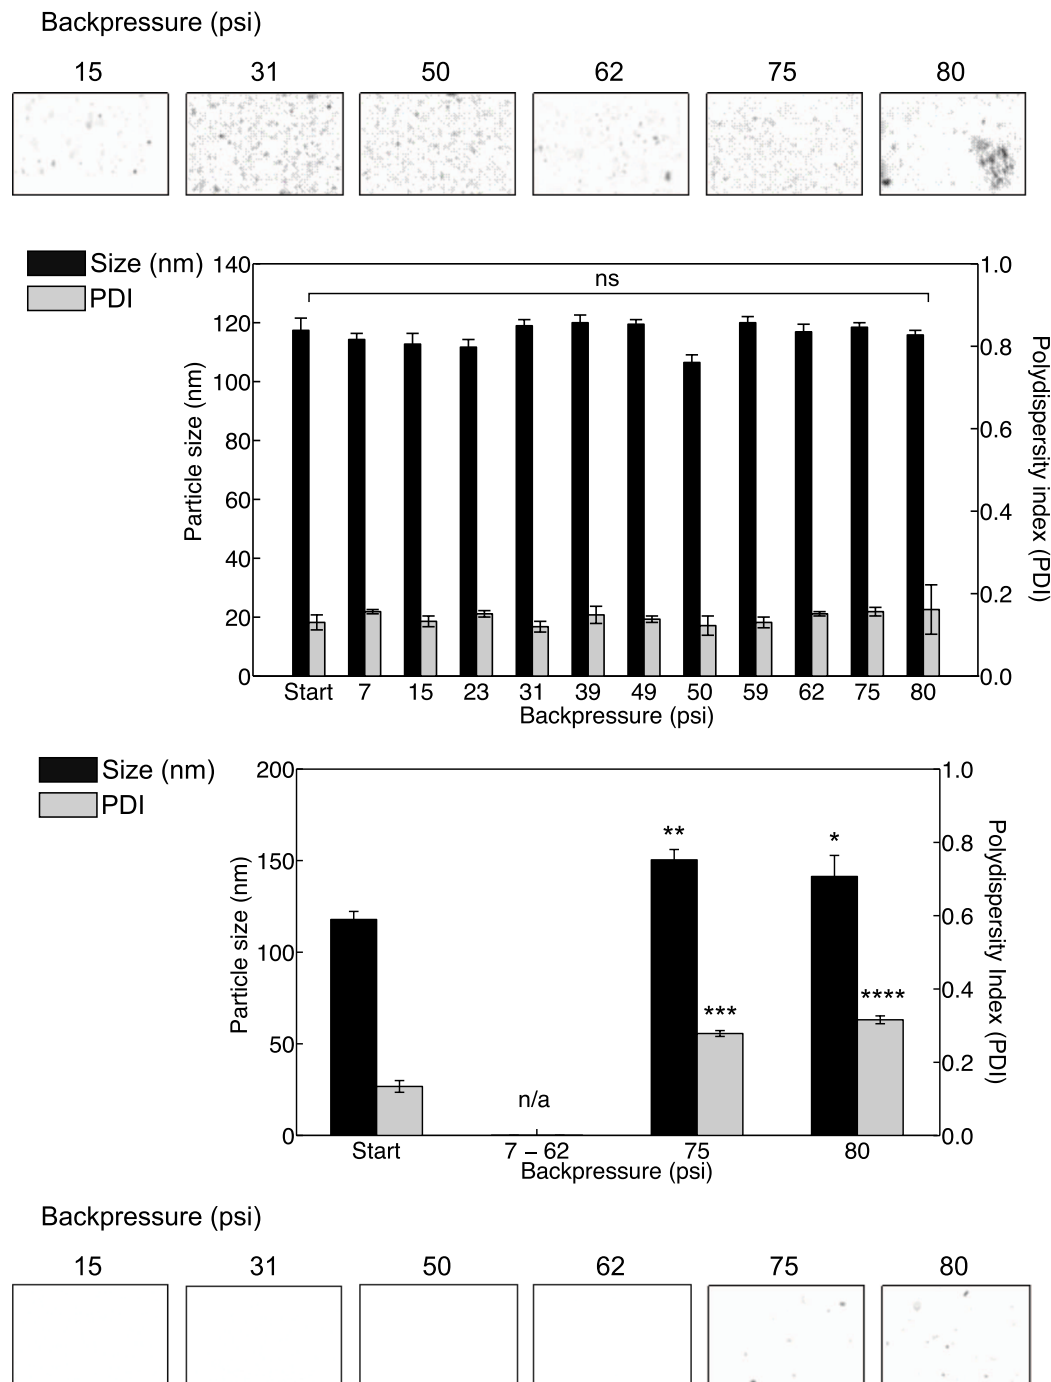 Backpressure (psi)
15 31 50 62 75 80
Size (nm)
PDI
140
120
100
80
60
40
20
0
Particle size (nm)
ns
1.0
0.8
0.6
0.4
0.2
0.0
Polydispersity index (PDI)
Start 7 15 23 31 39 49 50 59 62 75 80
Backpressure (psi)
Size (nm)
PDI
200
150
100
50
0
Particle size (nm)
**
*
***
****
n/a
1.0
0.8
0.6
0.4
0.2
0.0
Polydispersity Index (PDI)
Start 7 – 62 75 80
Backpressure (psi)
Backpressure (psi)
15 31 50 62 75 80